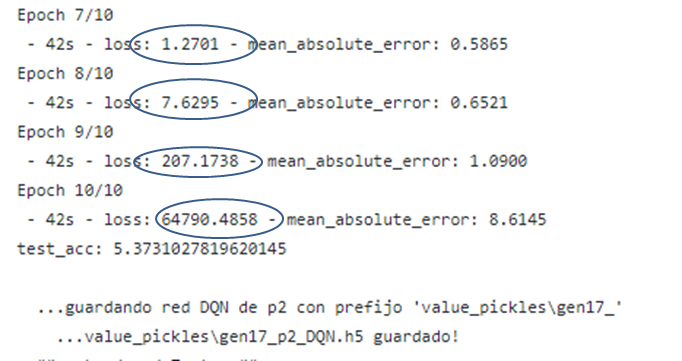 Epoch 7/10
- 42s - loss: 1.2701 - mean_absolute_error: 0.5865
Epoch 8/10
- 42s - loss: 7.6295 - mean_absolute_error: 0.6521
Epoch 9/10
- 42s - loss: 207.1738 - mean_absolute_error: 1.0900
Epoch 10/10
- 42s - loss: 64790.4858 - mean_absolute_error: 8.6145
test_acc: 5.3731027819620145
...guardando red DQN de p2 con prefijo 'value_pickles\gen17_'
...value_pickles\gen17_p2_DQN.h5 guardado!